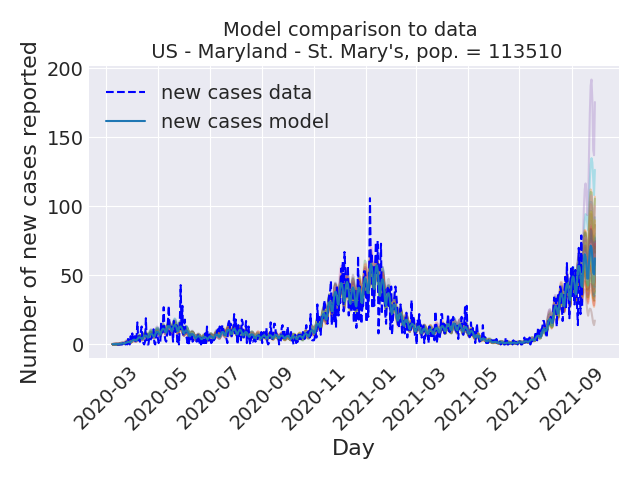 Model comparison to data
US - Maryland - St. Mary's, pop. = 113510
Number of new cases reported
200
150
100
50
0
new cases data
new cases model
2020-03
2020-05
2020-07
2020-09
2020-11
2021-01
2021-03
2021-05
2021-07
2021-09
Day